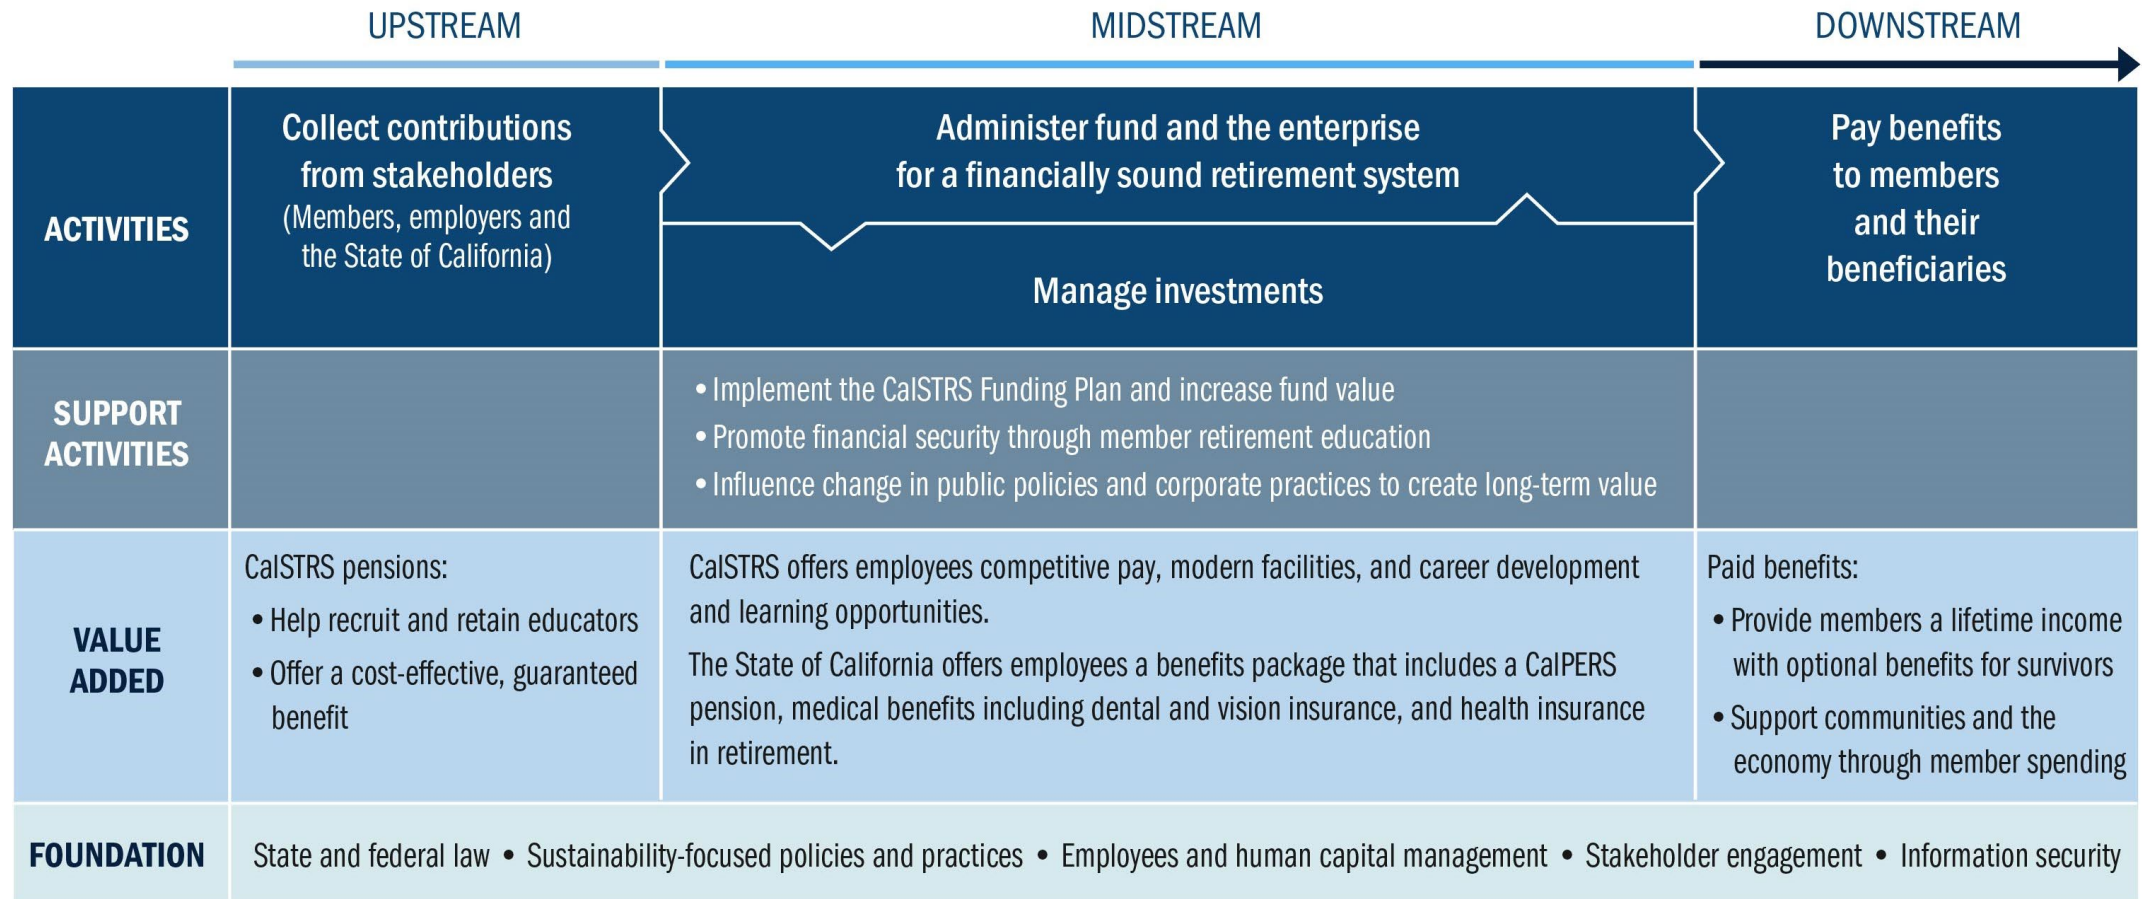 UPSTREAM
MIDSTREAM
DOWNSTREAM
ACTIVITIES
Collect contributions
from stakeholders
(Members, employers and
the State of California)
Administer fund and the enterprise
for a financially sound retirement system
Manage investments
Pay benefits
to members
and their
beneficiaries
SUPPORT
ACTIVITIES
• Implement the CalSTRS Funding Plan and increase fund value
• Promote financial security through member retirement education
• Influence change in public policies and corporate practices to create long-term value
VALUE
ADDED
CalSTRS pensions:
• Help recruit and retain educators
• Offer a cost-effective, guaranteed
benefit
CalSTRS offers employees competitive pay, modern facilities, and career development
and learning opportunities.
The State of California offers employees a benefits package that includes a CalPERS
pension, medical benefits including dental and vision insurance, and health insurance
in retirement.
Paid benefits:
• Provide members a lifetime income
with optional benefits for survivors
• Support communities and the
economy through member spending
FOUNDATION
State and federal law • Sustainability-focused policies and practices • Employees and human capital management • Stakeholder engagement • Information security